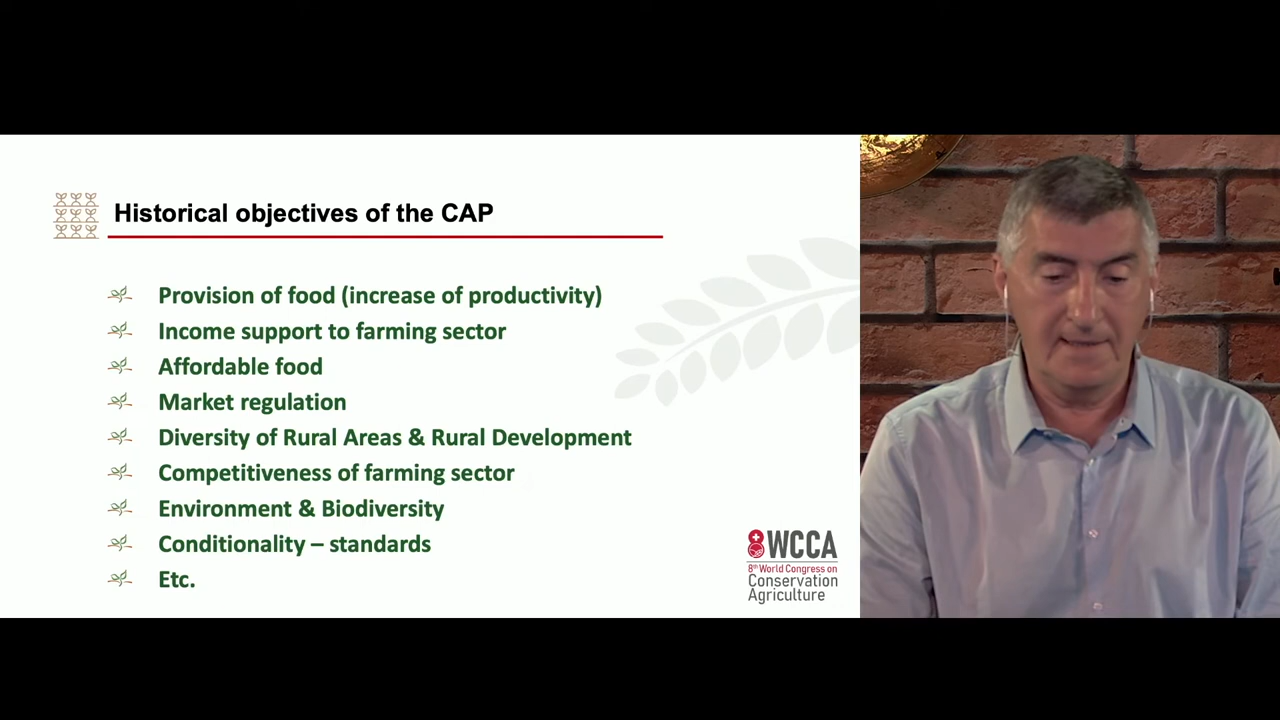 Historical objectives of the CAP
Provision of food (increase of productivity)
Income support to farming sector
Affordable food
Market regulation
Diversity of Rural Areas & Rural Development
Competitiveness of farming sector
Environment & Biodiversity
Conditionality – standards
Etc.
8WCCA
8th World Congress on
Conservation
Agriculture